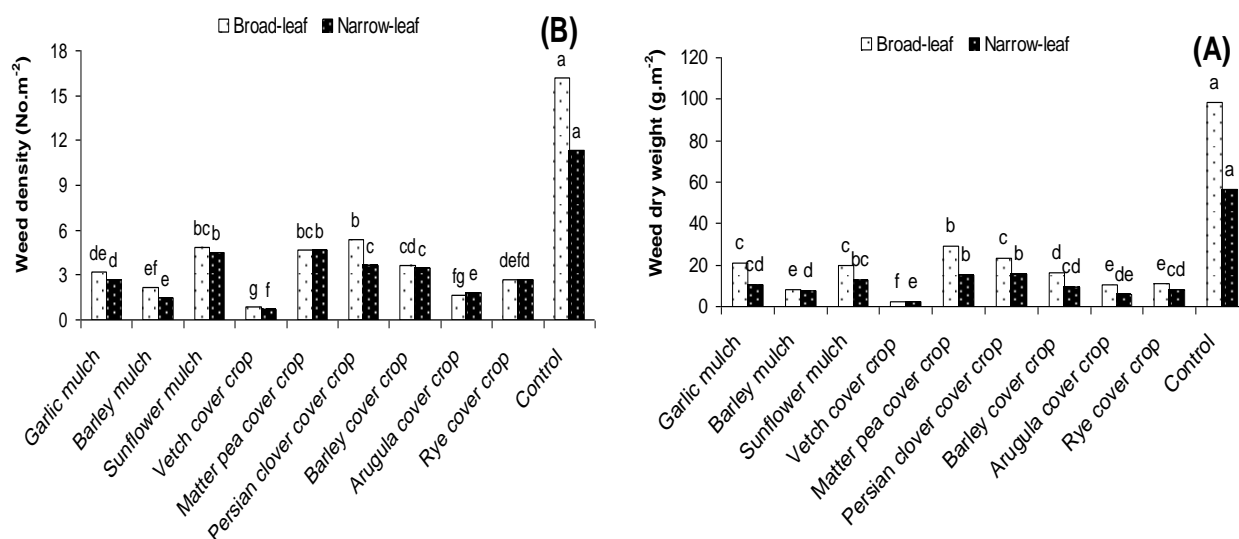 Broad-leaf Narrow-leaf
(B)
Weed density (No.m-2)
18
15
12
9
6
3
0
de d ef e bc b g f bc b b c cd c fg e def d a a
Garlic mulch
Barley mulch
Sunflower mulch
Vetch cover crop
Matter pea cover crop
Persian clover cover crop
Barley cover crop
Arugula cover crop
Rye cover crop
Control
Broad-leaf Narrow-leaf
(A)
Weed dry weight (g.m-2)
120
100
80
60
40
20
0
c cd e d c bc f e b b c b d cd e de e cd a a
Garlic mulch
Barley mulch
Sunflower mulch
Vetch cover crop
Matter pea cover crop
Persian clover cover crop
Barley cover crop
Arugula cover crop
Rye cover crop
Control